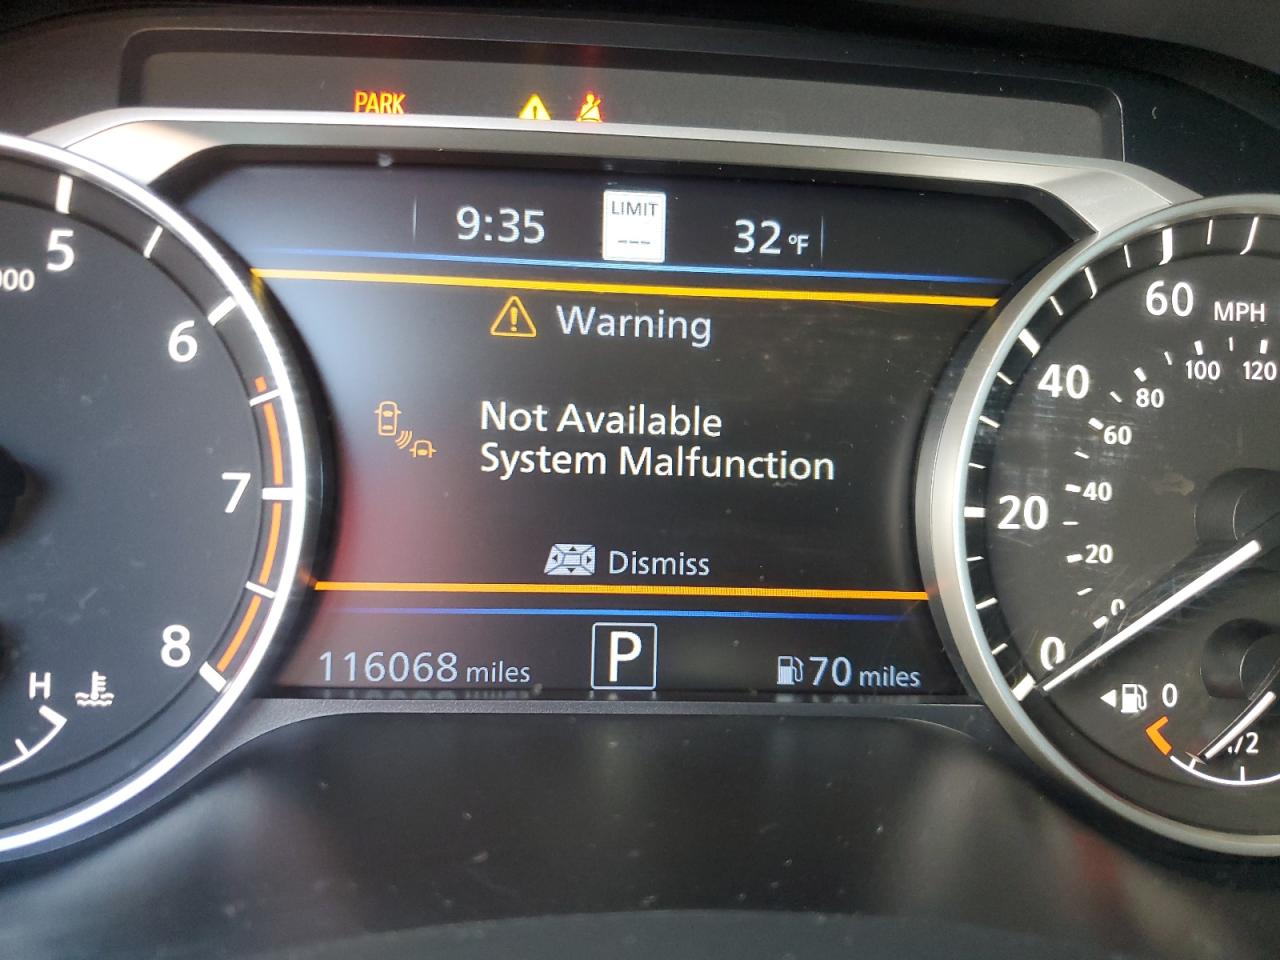 PARK
9:35
LIMIT
---
32 °F
Warning
Not Available
System Malfunction
Dismiss
116068 miles
P
70 miles
5
6
7
8
H
60
MPH
40
20
0
120
100
80
60
40
20
0
0